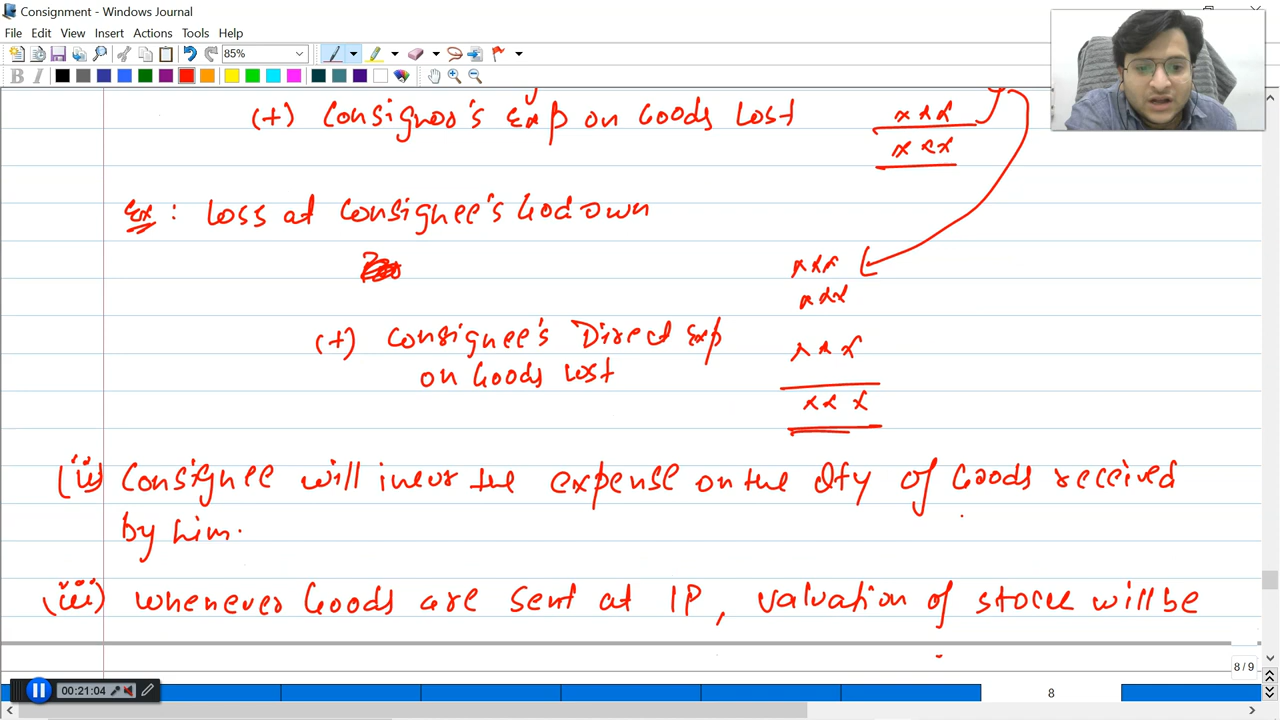 Consignment - Windows Journal
File Edit View Insert Actions Tools Help
85%
B I
(+) Consignor's Exp on Goods Lost xxx
xxx
Ex: Loss at Consignee's Godown
xxx
xxx
(+) Consignee's Direct Exp xxx
on Goods Lost
xxx
(ii) Consignee will incur the expense on the Qty of Goods received
by him.
(iii) Whenever Goods are sent at IP, valuation of stock will be
8 / 9
00:21:04
8